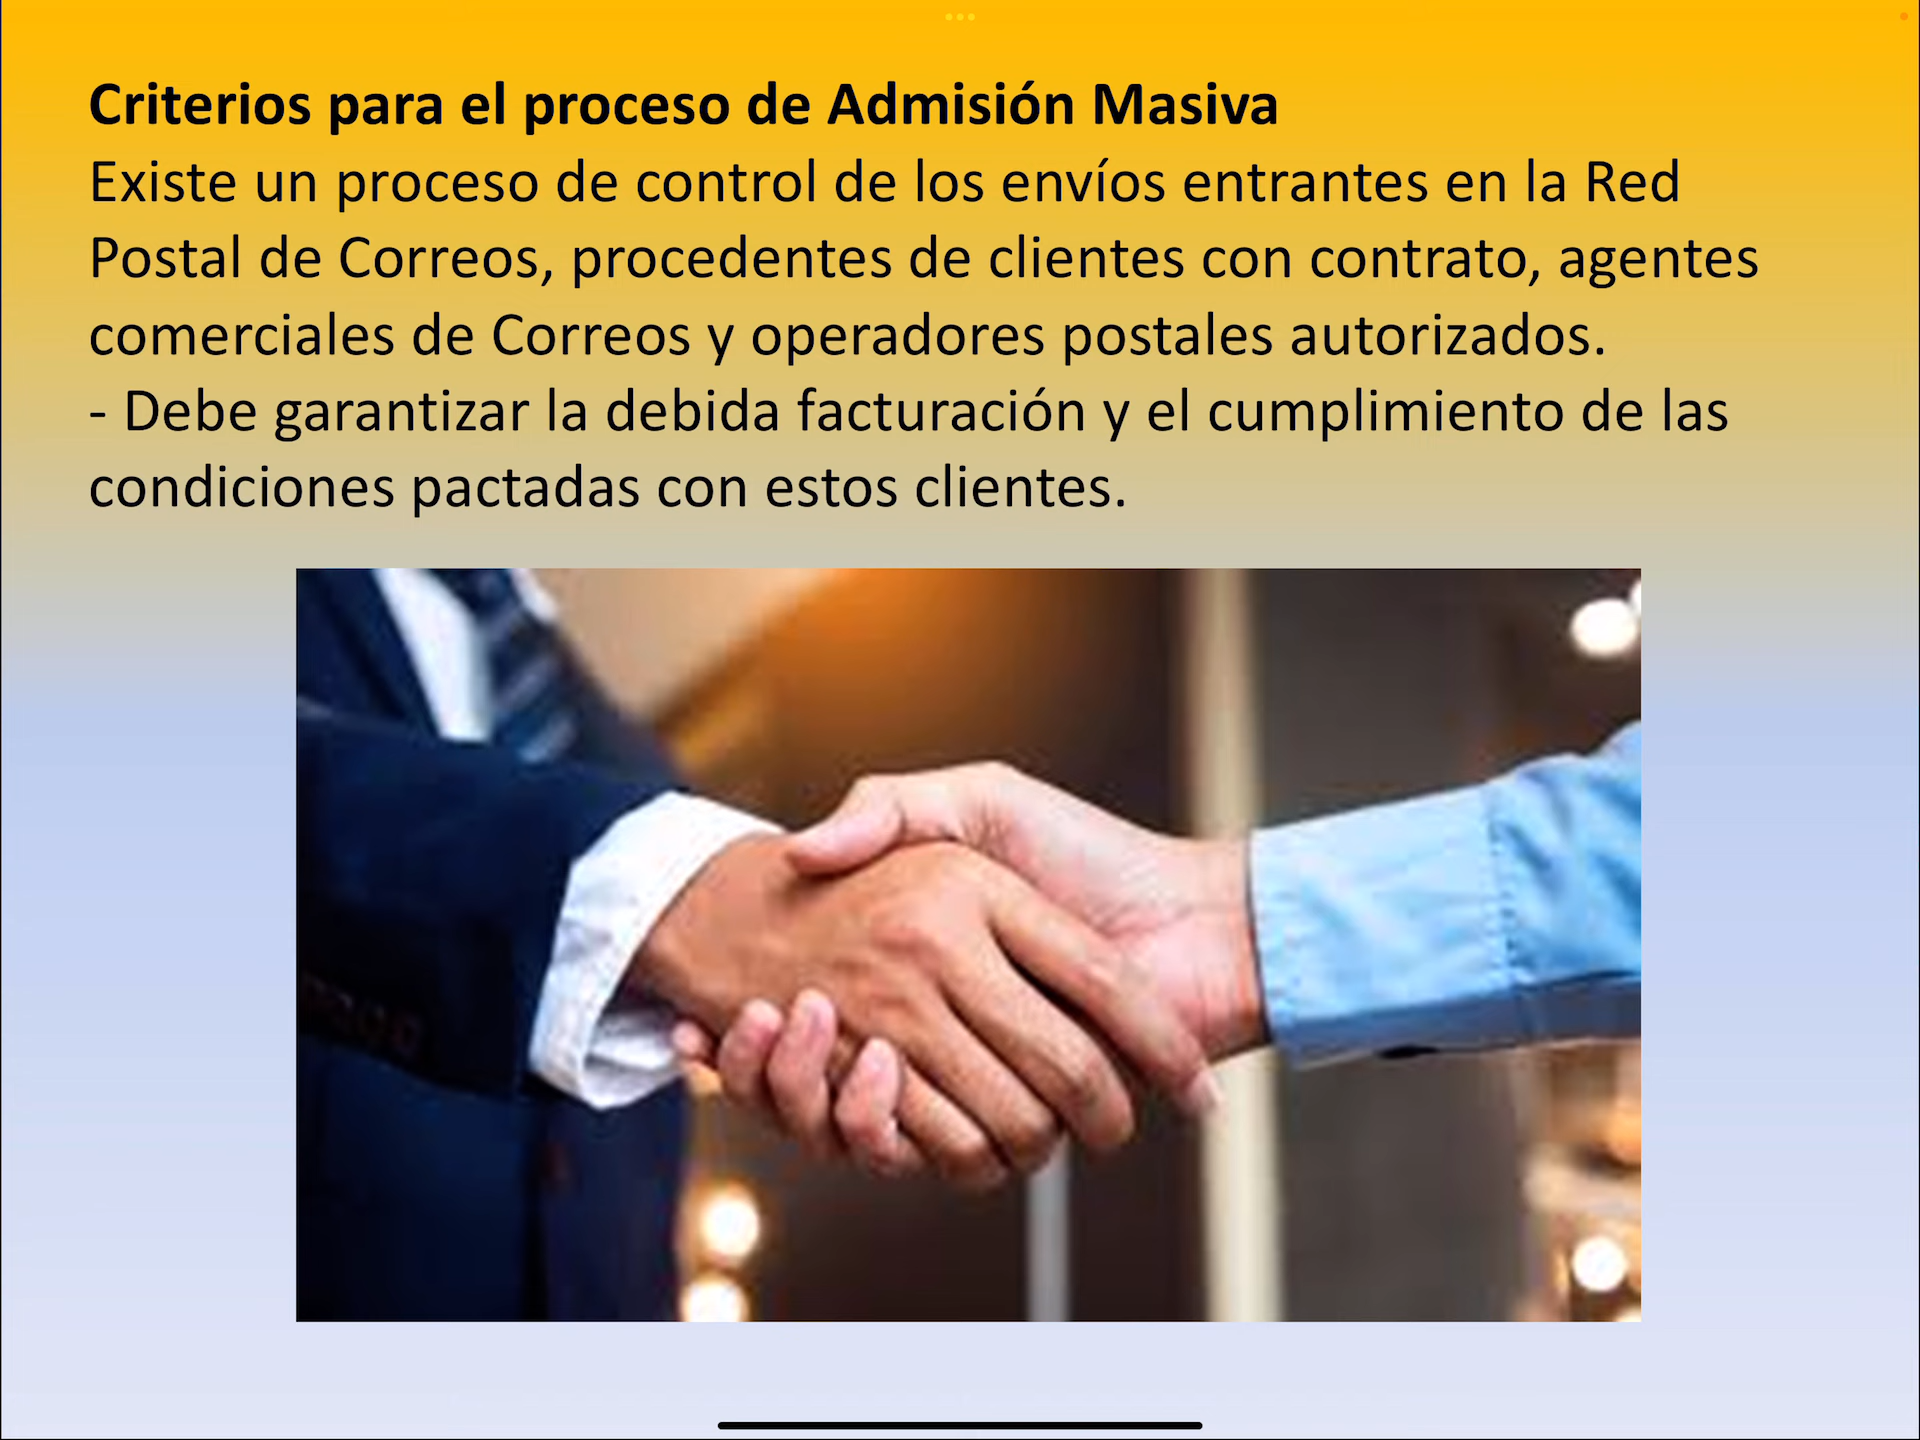 Criterios para el proceso de Admisión Masiva
Existe un proceso de control de los envíos entrantes en la Red
Postal de Correos, procedentes de clientes con contrato, agentes
comerciales de Correos y operadores postales autorizados.
- Debe garantizar la debida facturación y el cumplimiento de las
condiciones pactadas con estos clientes.